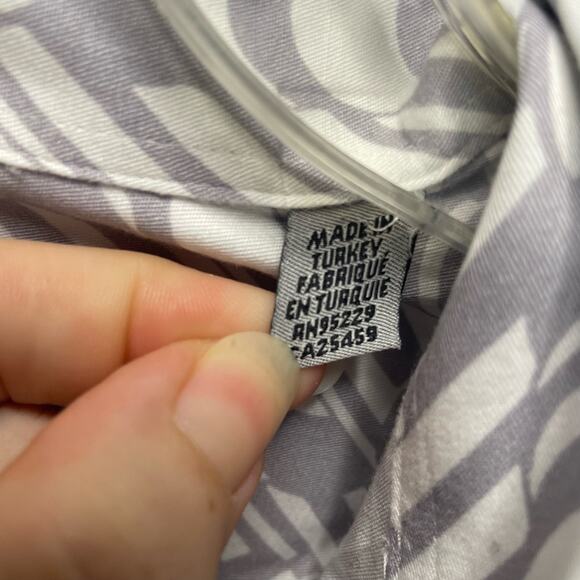 MADE IN
TURKEY
FABRIQUÉ
EN TURQUIE
RN95229
CA25459